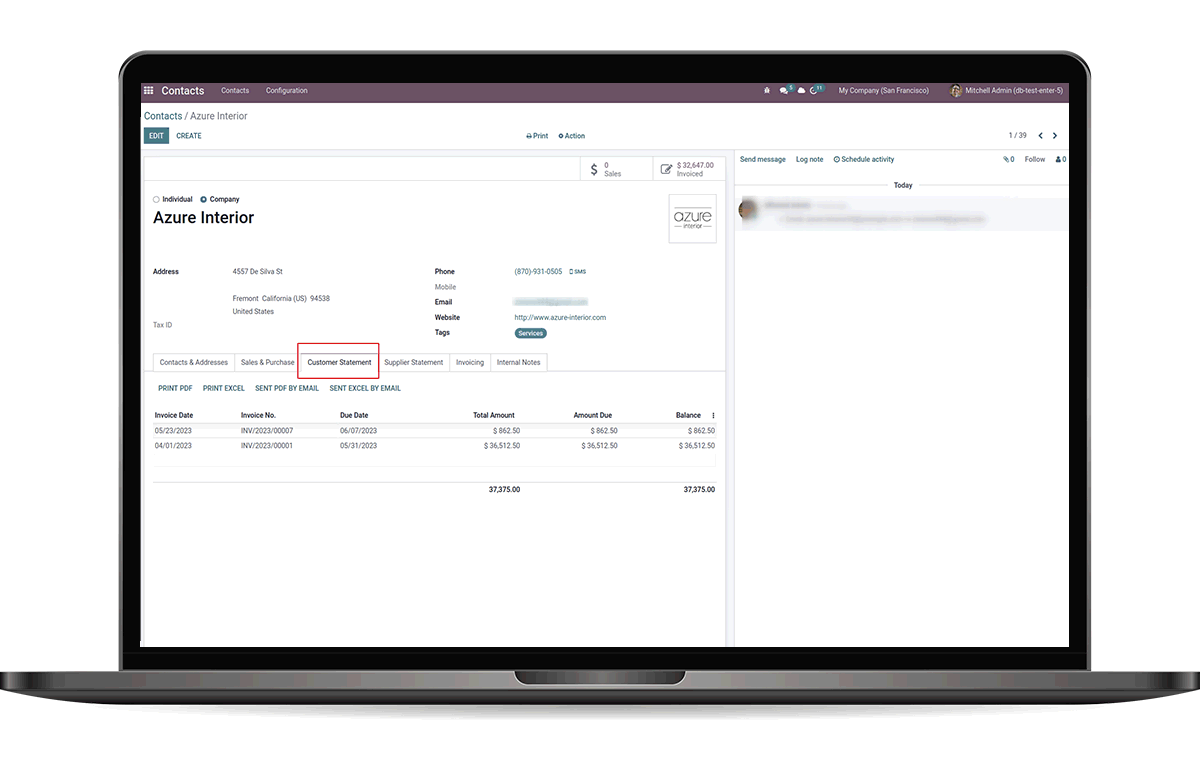 Contacts Contacts Configuration 5 11 My Company (San Francisco) Mitchell Admin (db-test-enter-5)
Contacts / Azure Interior
EDIT CREATE Print Action 1 / 39
0 Sales
$ 32,647.00 Invoiced
Send message Log note Schedule activity 0 Follow 0
Today
Individual Company
Azure Interior
azure
interior
Address 4557 De Silva St
Fremont California (US) 94538
United States
Tax ID
Phone (870)-931-0505 SMS
Mobile
Email
Website http://www.azure-interior.com
Tags Services
Contacts & Addresses Sales & Purchase Customer Statement Supplier Statement Invoicing Internal Notes
PRINT PDF PRINT EXCEL SENT PDF BY EMAIL SENT EXCEL BY EMAIL
Invoice Date Invoice No. Due Date Total Amount Amount Due Balance
05/23/2023 INV/2023/00007 06/07/2023 $ 862.50 $ 862.50 $ 862.50
04/01/2023 INV/2023/00001 05/31/2023 $ 36,512.50 $ 36,512.50 $ 36,512.50
37,375.00 37,375.00